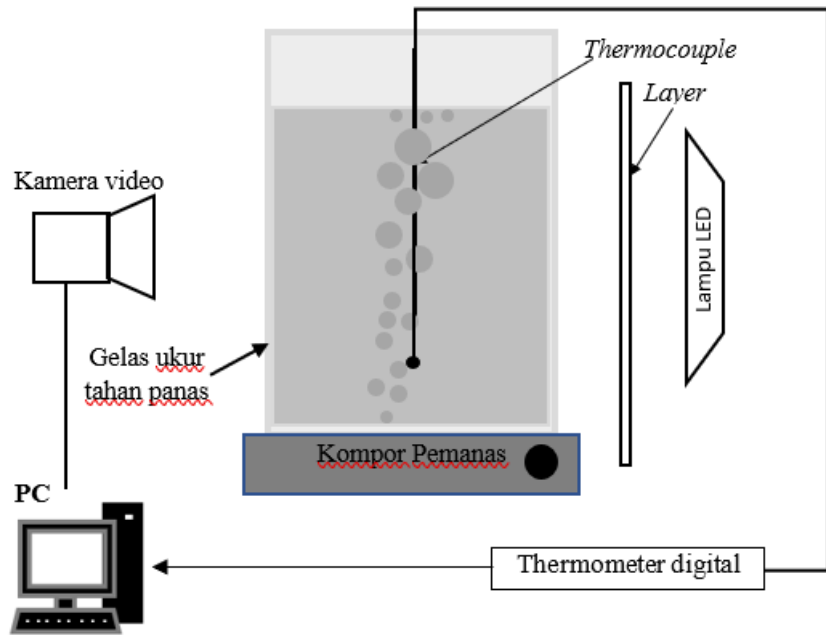 Thermocouple
Layer
Kamera video
Lampu LED
Gelas ukur
tahan panas
Kompor Pemanas
PC
Thermometer digital